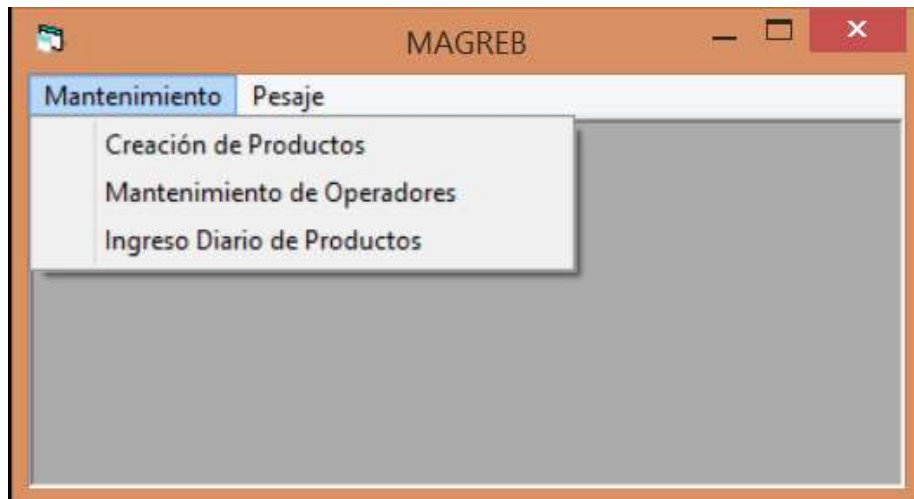 MAGREB
Mantenimiento Pesaje
Creación de Productos
Mantenimiento de Operadores
Ingreso Diario de Productos